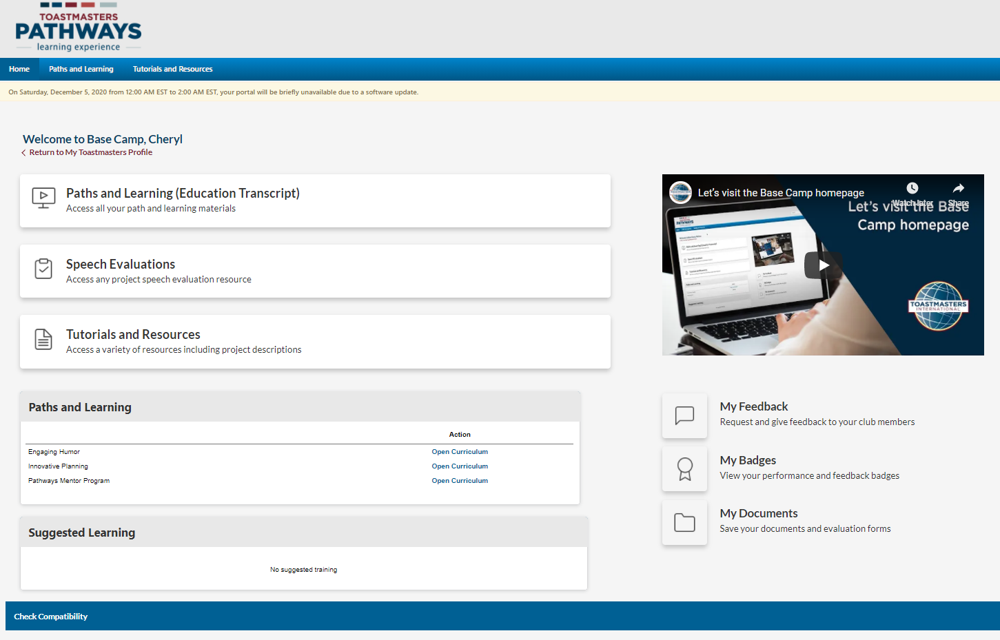 TOASTMASTERS
PATHWAYS
learning experience
Home Paths and Learning Tutorials and Resources
On Saturday, December 5, 2020 from 12:00 AM EST to 2:00 AM EST, your portal will be briefly unavailable due to a software update.
Welcome to Base Camp, Cheryl
Return to My Toastmasters Profile
Paths and Learning (Education Transcript)
Access all your path and learning materials
Speech Evaluations
Access any project speech evaluation resource
Tutorials and Resources
Access a variety of resources including project descriptions
Let's visit the Base Camp homepage
Watch later Share
Let's visit the Base
Camp homepage
TOASTMASTERS
INTERNATIONAL
Paths and Learning
Action
Engaging Humor Open Curriculum
Innovative Planning Open Curriculum
Pathways Mentor Program Open Curriculum
Suggested Learning
No suggested training
My Feedback
Request and give feedback to your club members
My Badges
View your performance and feedback badges
My Documents
Save your documents and evaluation forms
Check Compatibility